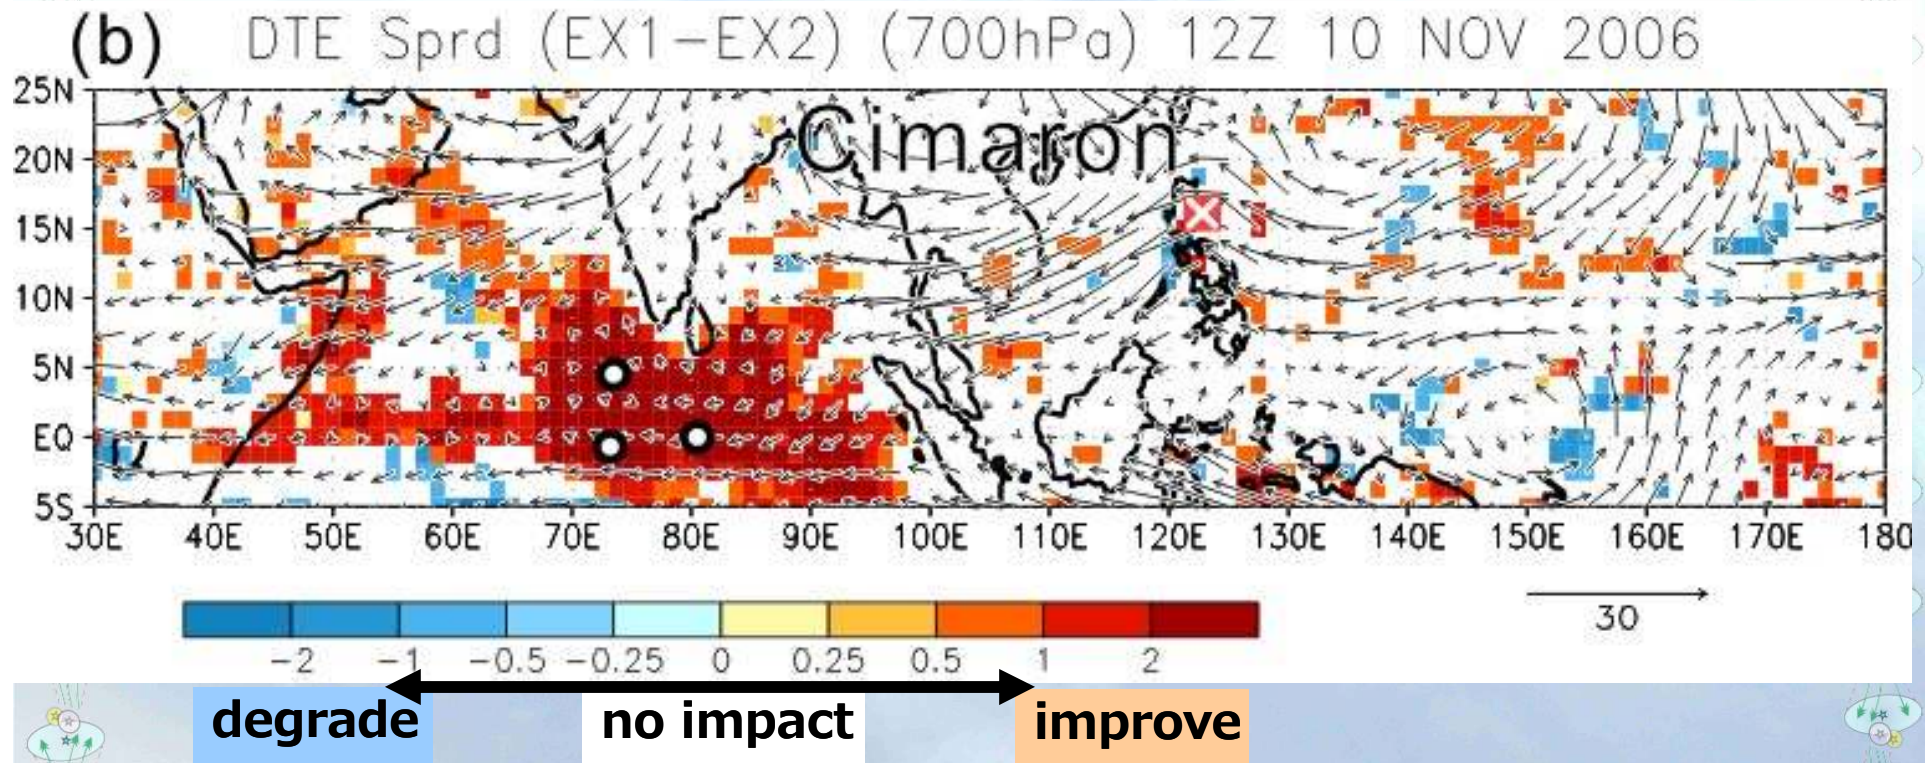 (b) DTE Sprd (EX1−EX2) (700hPa) 12Z 10 NOV 2006
25N
20N
15N
10N
5N
EQ
5S
Cimaron
30E 40E 50E 60E 70E 80E 90E 100E 110E 120E 130E 140E 150E 160E 170E 180
−2 −1 −0.5 −0.25 0 0.25 0.5 1 2
30
degrade no impact improve